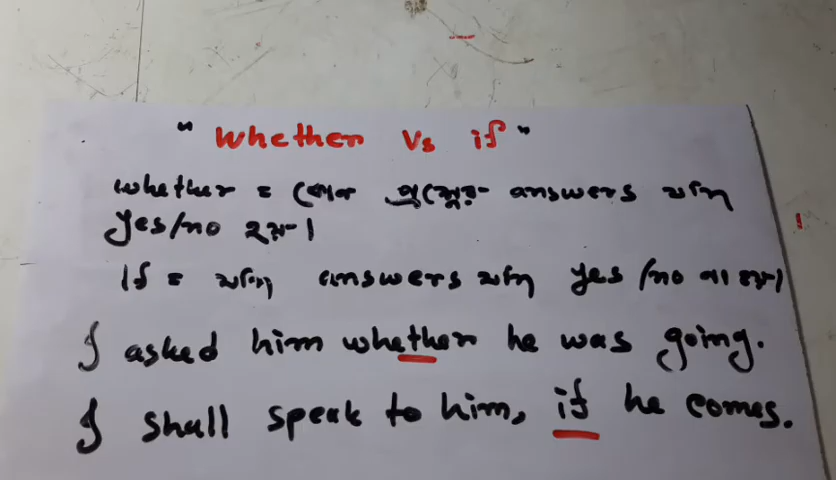 "Whether Vs if"
whether = কোন প্রশ্নের answers যদি
Yes/no হয়।
If = যদি answers যদি yes/no না হয়।
I asked him whether he was going.
I shall speak to him, if he comes.